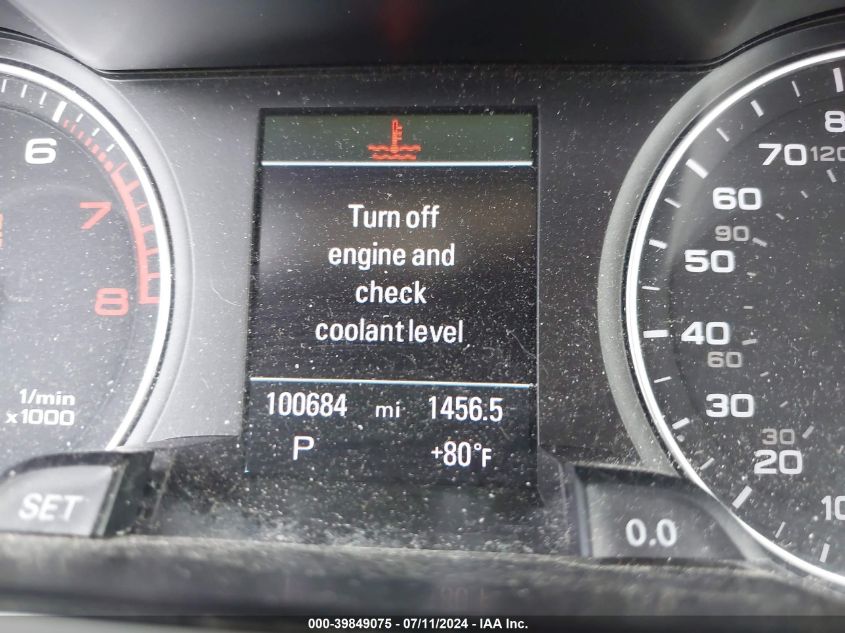 Turn off
engine and
check
coolant level
100684 mi 1456.5
P +80°F
6
7
8
1/min
x1000
SET
0.0
8
70 120
60
90
50
40
60
30
30
20
10
000-39849075 - 07/11/2024 - IAA Inc.